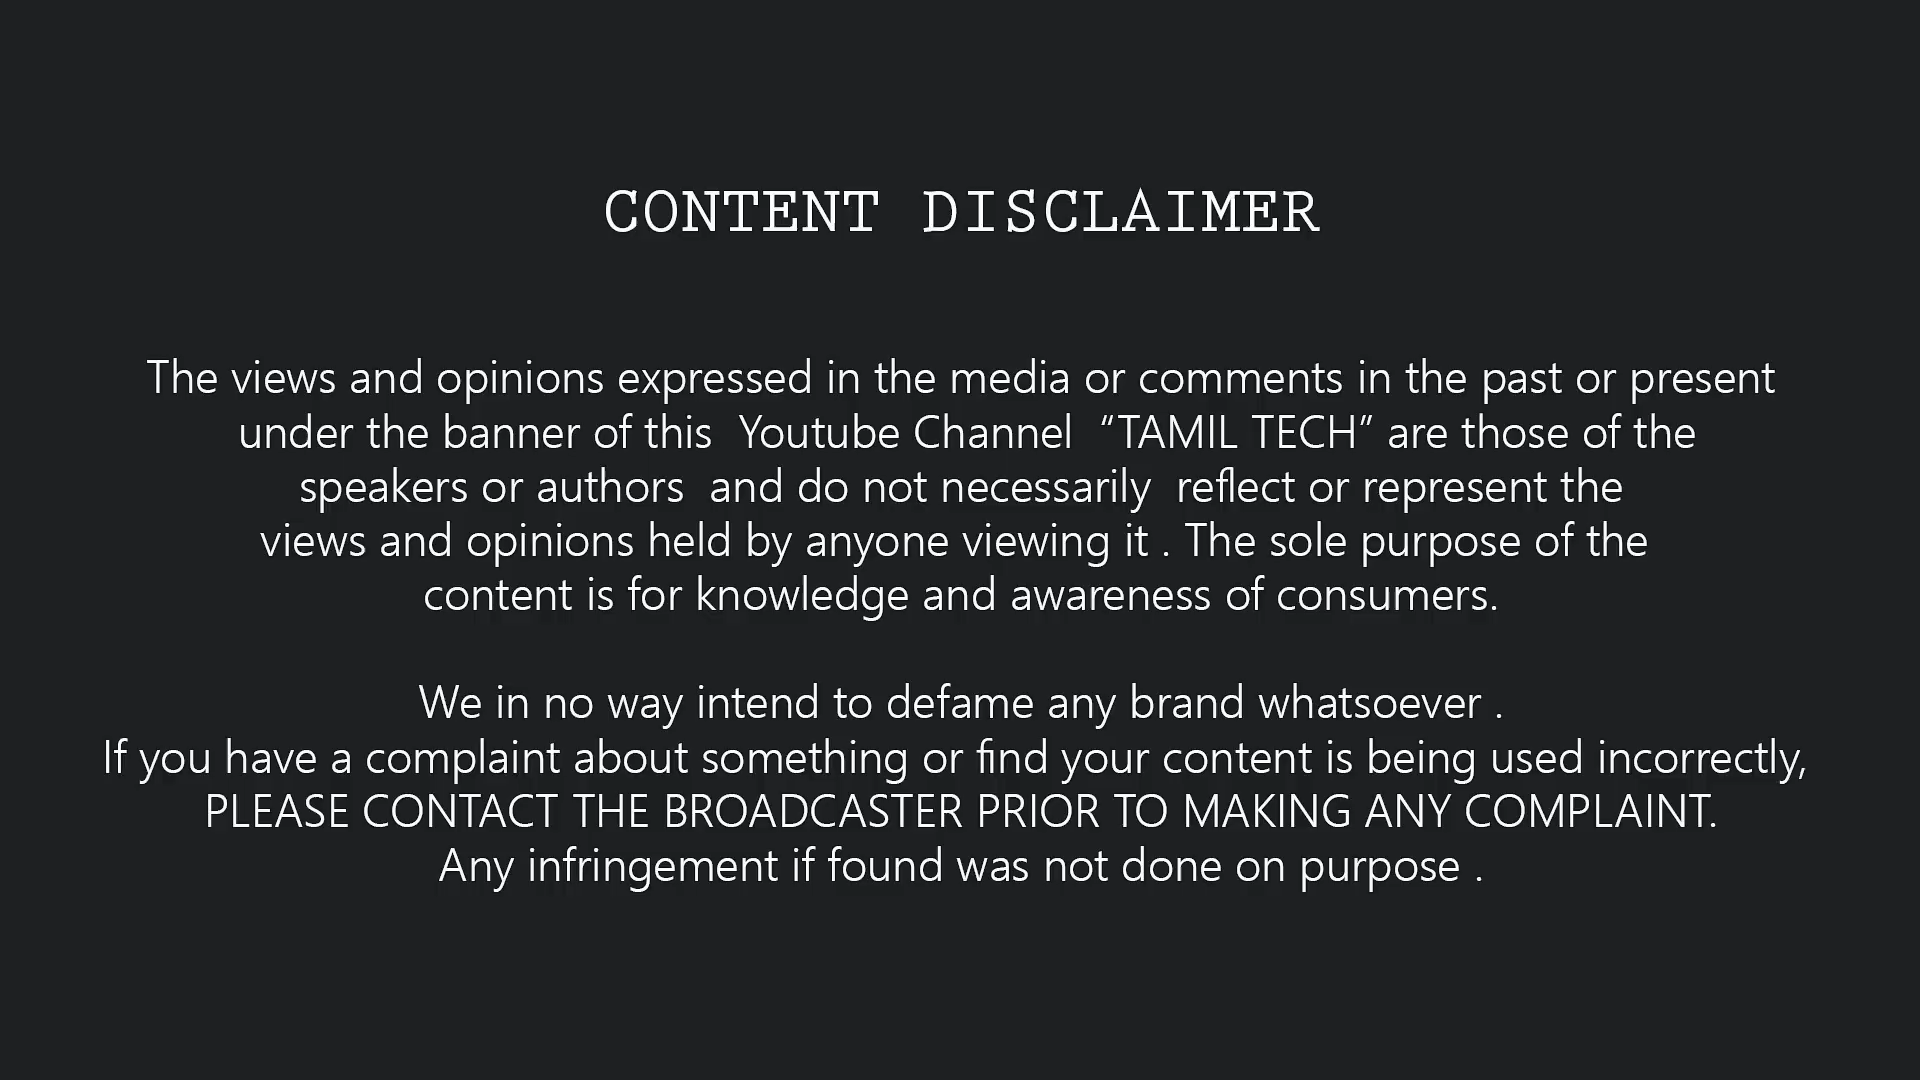 CONTENT DISCLAIMER
The views and opinions expressed in the media or comments in the past or present
under the banner of this  Youtube Channel  “TAMIL TECH” are those of the
speakers or authors  and do not necessarily  reflect or represent the
views and opinions held by anyone viewing it . The sole purpose of the
content is for knowledge and awareness of consumers.
We in no way intend to defame any brand whatsoever .
If you have a complaint about something or find your content is being used incorrectly,
PLEASE CONTACT THE BROADCASTER PRIOR TO MAKING ANY COMPLAINT.
Any infringement if found was not done on purpose .